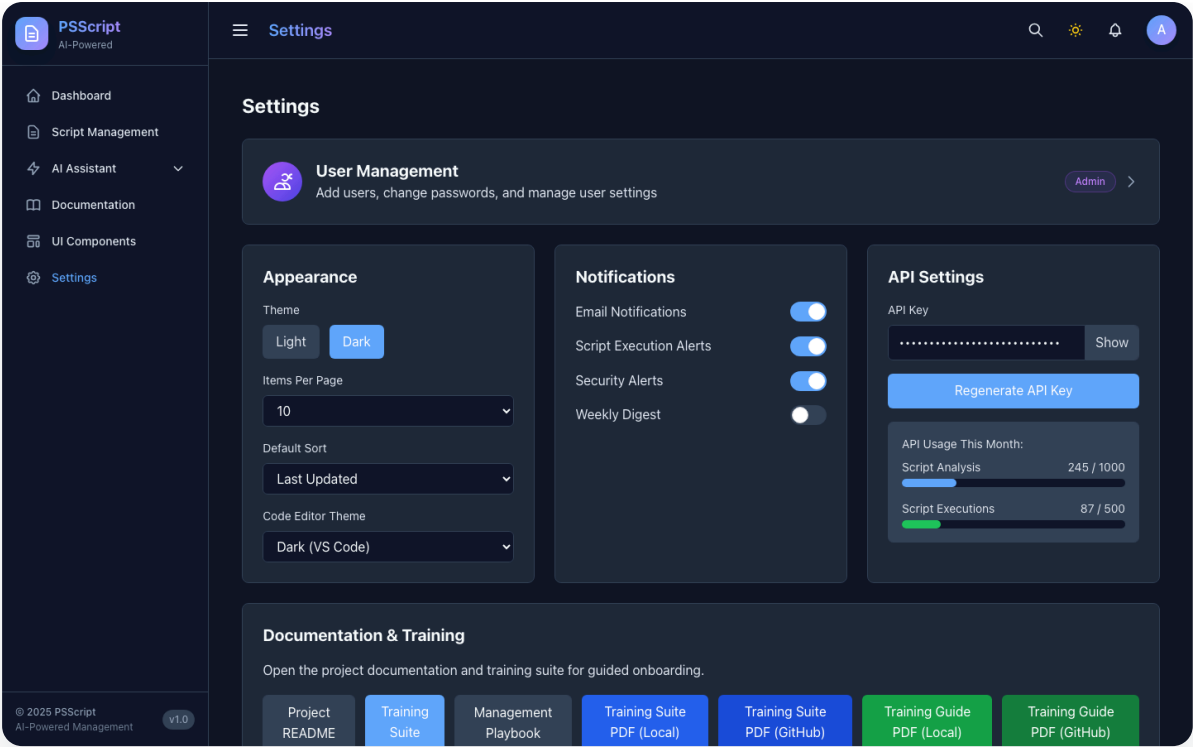 PSScript
AI-Powered
Settings
A
Dashboard
Script Management
AI Assistant
Documentation
UI Components
Settings
© 2025 PSScript
AI-Powered Management
v1.0
Settings
User Management
Add users, change passwords, and manage user settings
Admin
Appearance
Theme
Light
Dark
Items Per Page
10
Default Sort
Last Updated
Code Editor Theme
Dark (VS Code)
Notifications
Email Notifications
Script Execution Alerts
Security Alerts
Weekly Digest
API Settings
API Key
Show
Regenerate API Key
API Usage This Month:
Script Analysis 245 / 1000
Script Executions 87 / 500
Documentation & Training
Open the project documentation and training suite for guided onboarding.
Project
README
Training
Suite
Management
Playbook
Training Suite
PDF (Local)
Training Suite
PDF (GitHub)
Training Guide
PDF (Local)
Training Guide
PDF (GitHub)